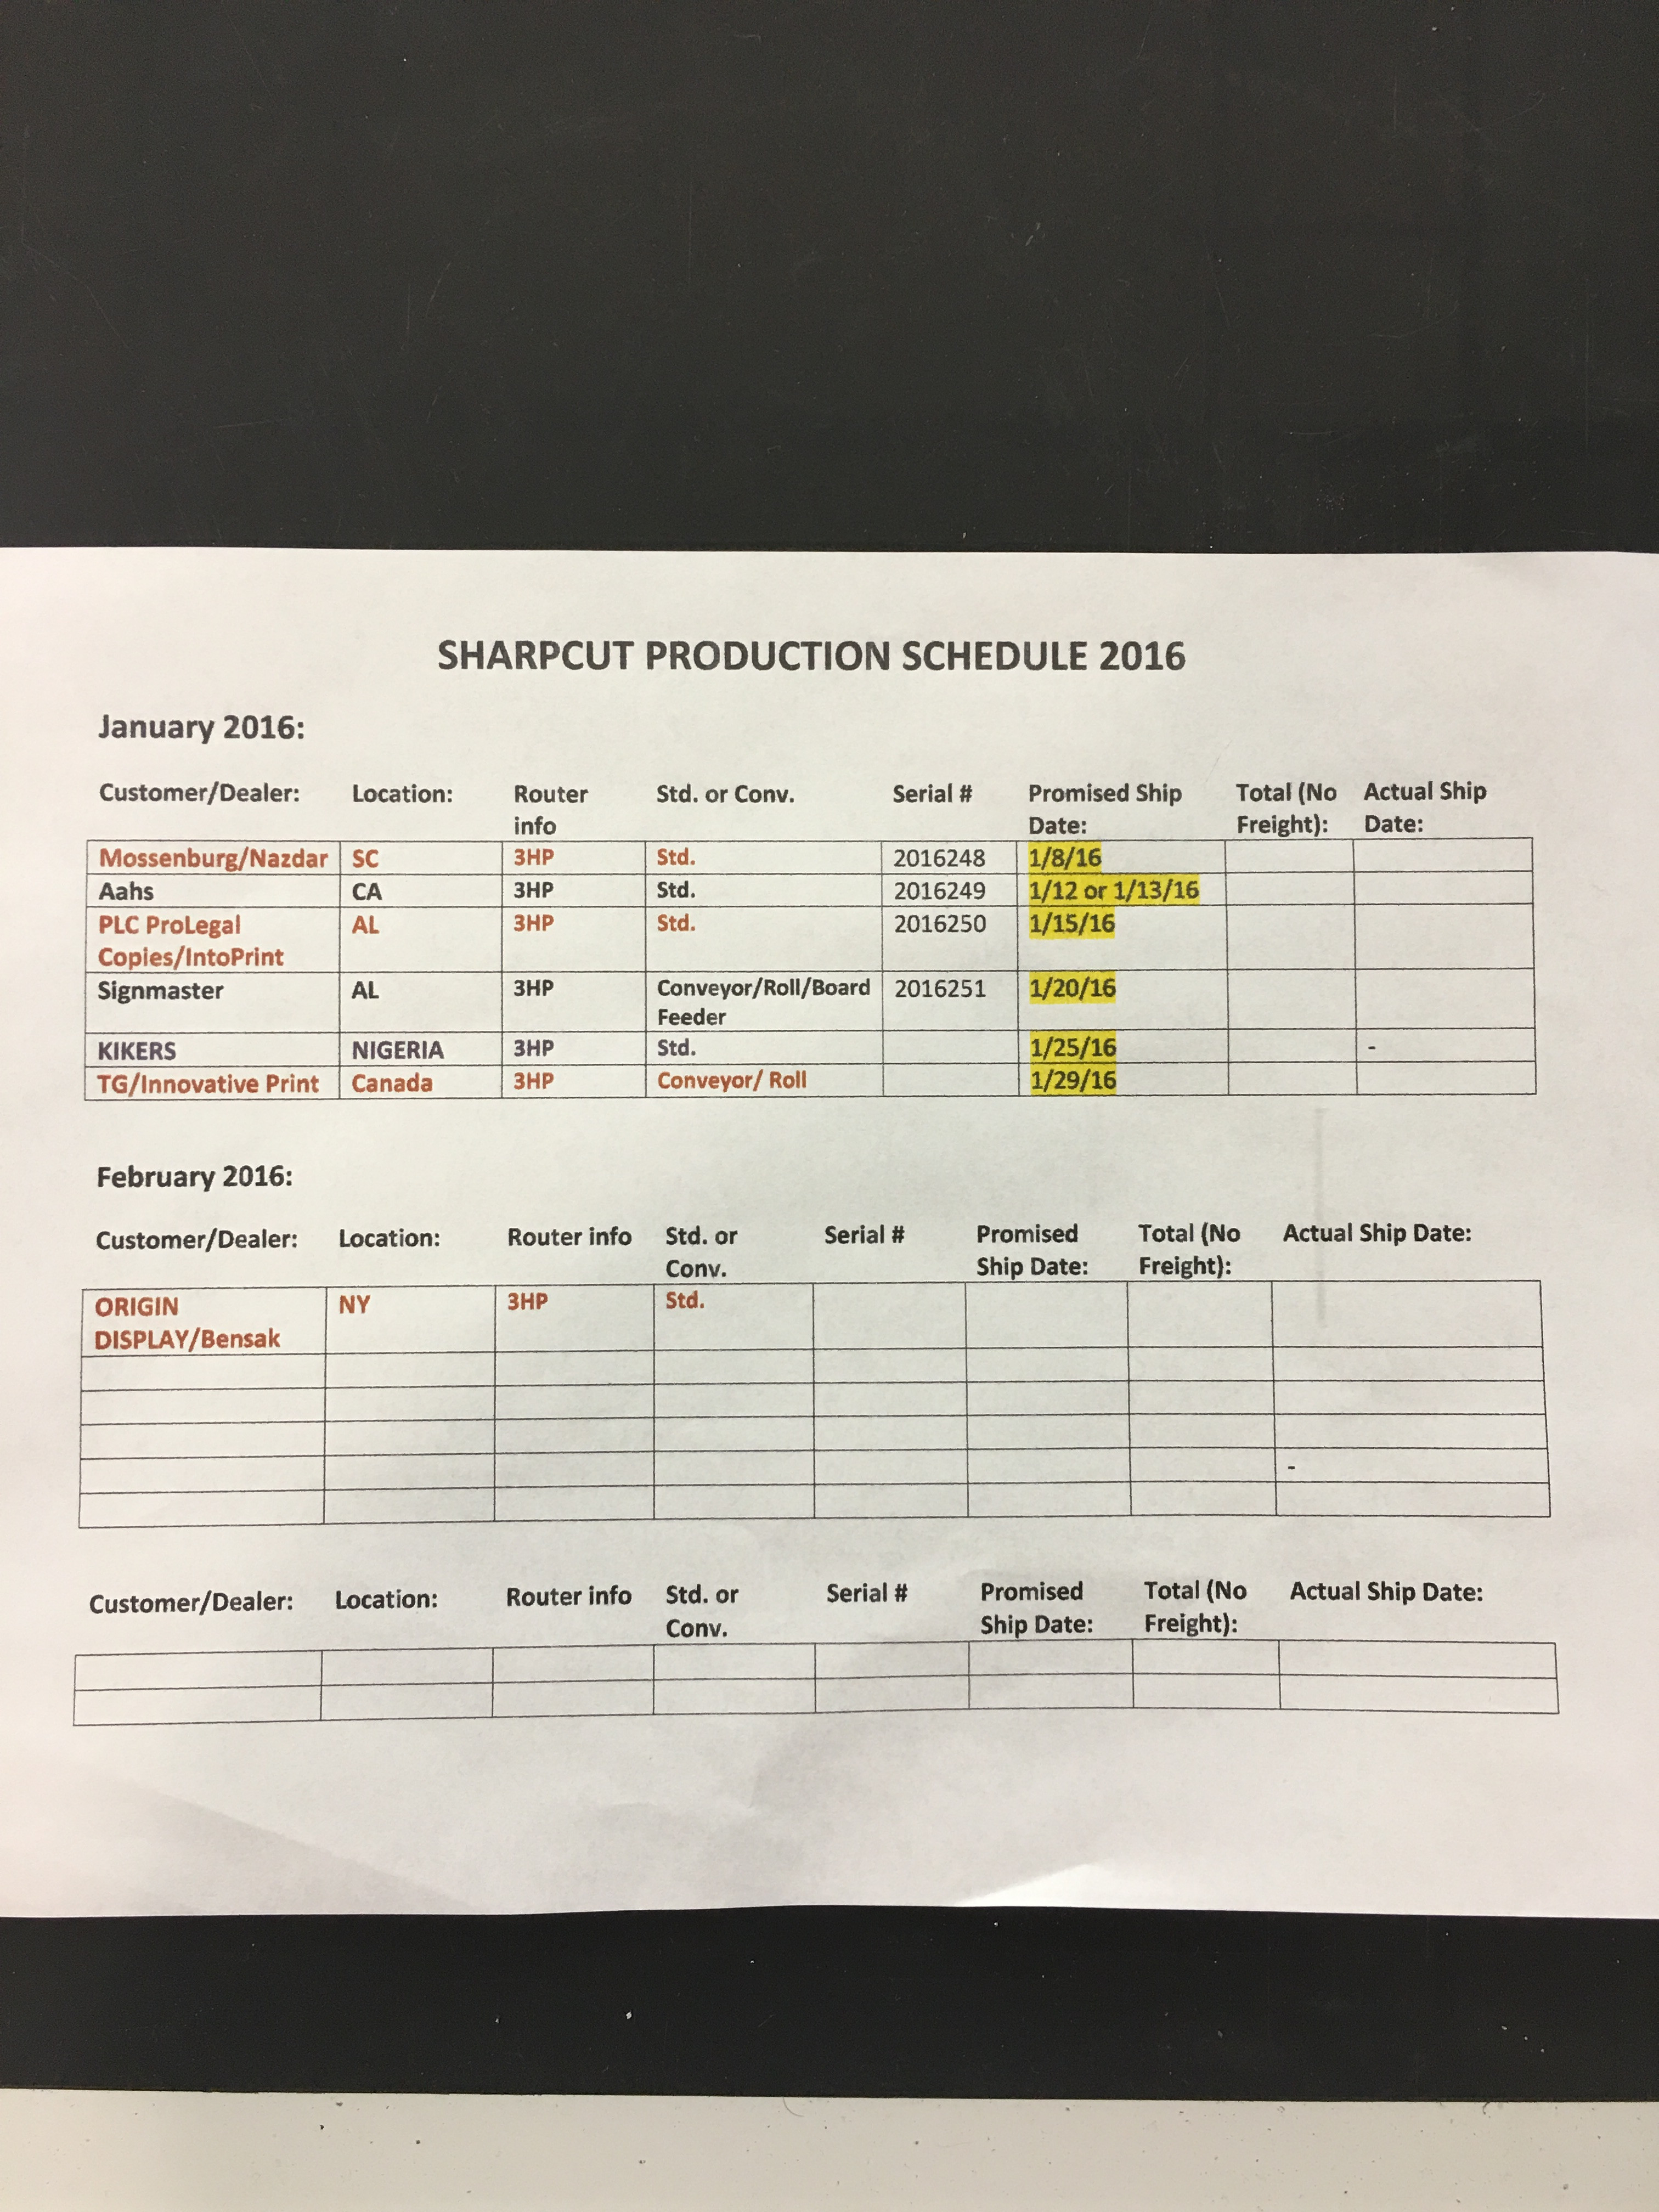 SHARPCUT PRODUCTION SCHEDULE 2016
January 2016:
Customer/Dealer: Location: Router info Std. or Conv. Serial # Promised Ship Date: Total (No Freight): Actual Ship Date:
Mossenburg/Nazdar SC 3HP Std. 2016248 1/8/16
Aahs CA 3HP Std. 2016249 1/12 or 1/13/16
PLC ProLegal Copies/IntoPrint AL 3HP Std. 2016250 1/15/16
Signmaster AL 3HP Conveyor/Roll/Board Feeder 2016251 1/20/16
KIKERS NIGERIA 3HP Std. 1/25/16 -
TG/Innovative Print Canada 3HP Conveyor/ Roll 1/29/16
February 2016:
Customer/Dealer: Location: Router info Std. or Conv. Serial # Promised Ship Date: Total (No Freight): Actual Ship Date:
ORIGIN DISPLAY/Bensak NY 3HP Std.
-
Customer/Dealer: Location: Router info Std. or Conv. Serial # Promised Ship Date: Total (No Freight): Actual Ship Date: